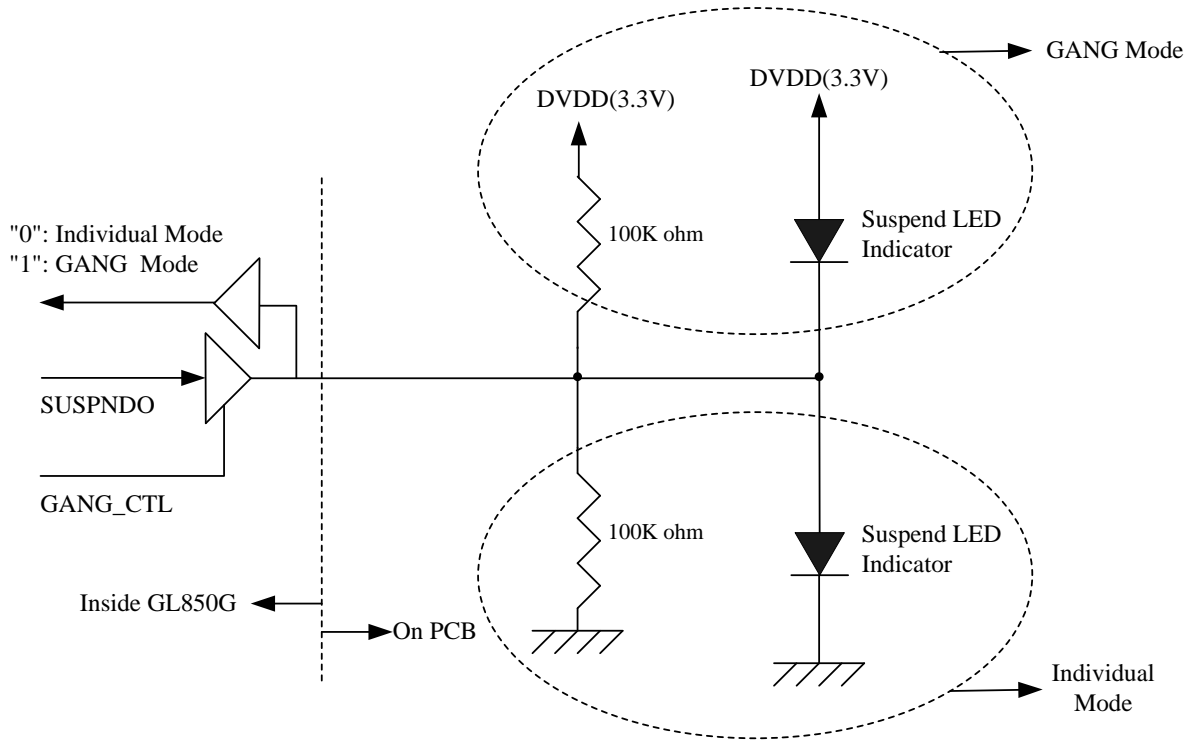 GANG Mode
DVDD(3.3V)
DVDD(3.3V)
"0": Individual Mode
"1": GANG Mode
100K ohm
Suspend LED
Indicator
SUSPNDO
GANG_CTL
100K ohm
Suspend LED
Indicator
Inside GL850G
On PCB
Individual
Mode